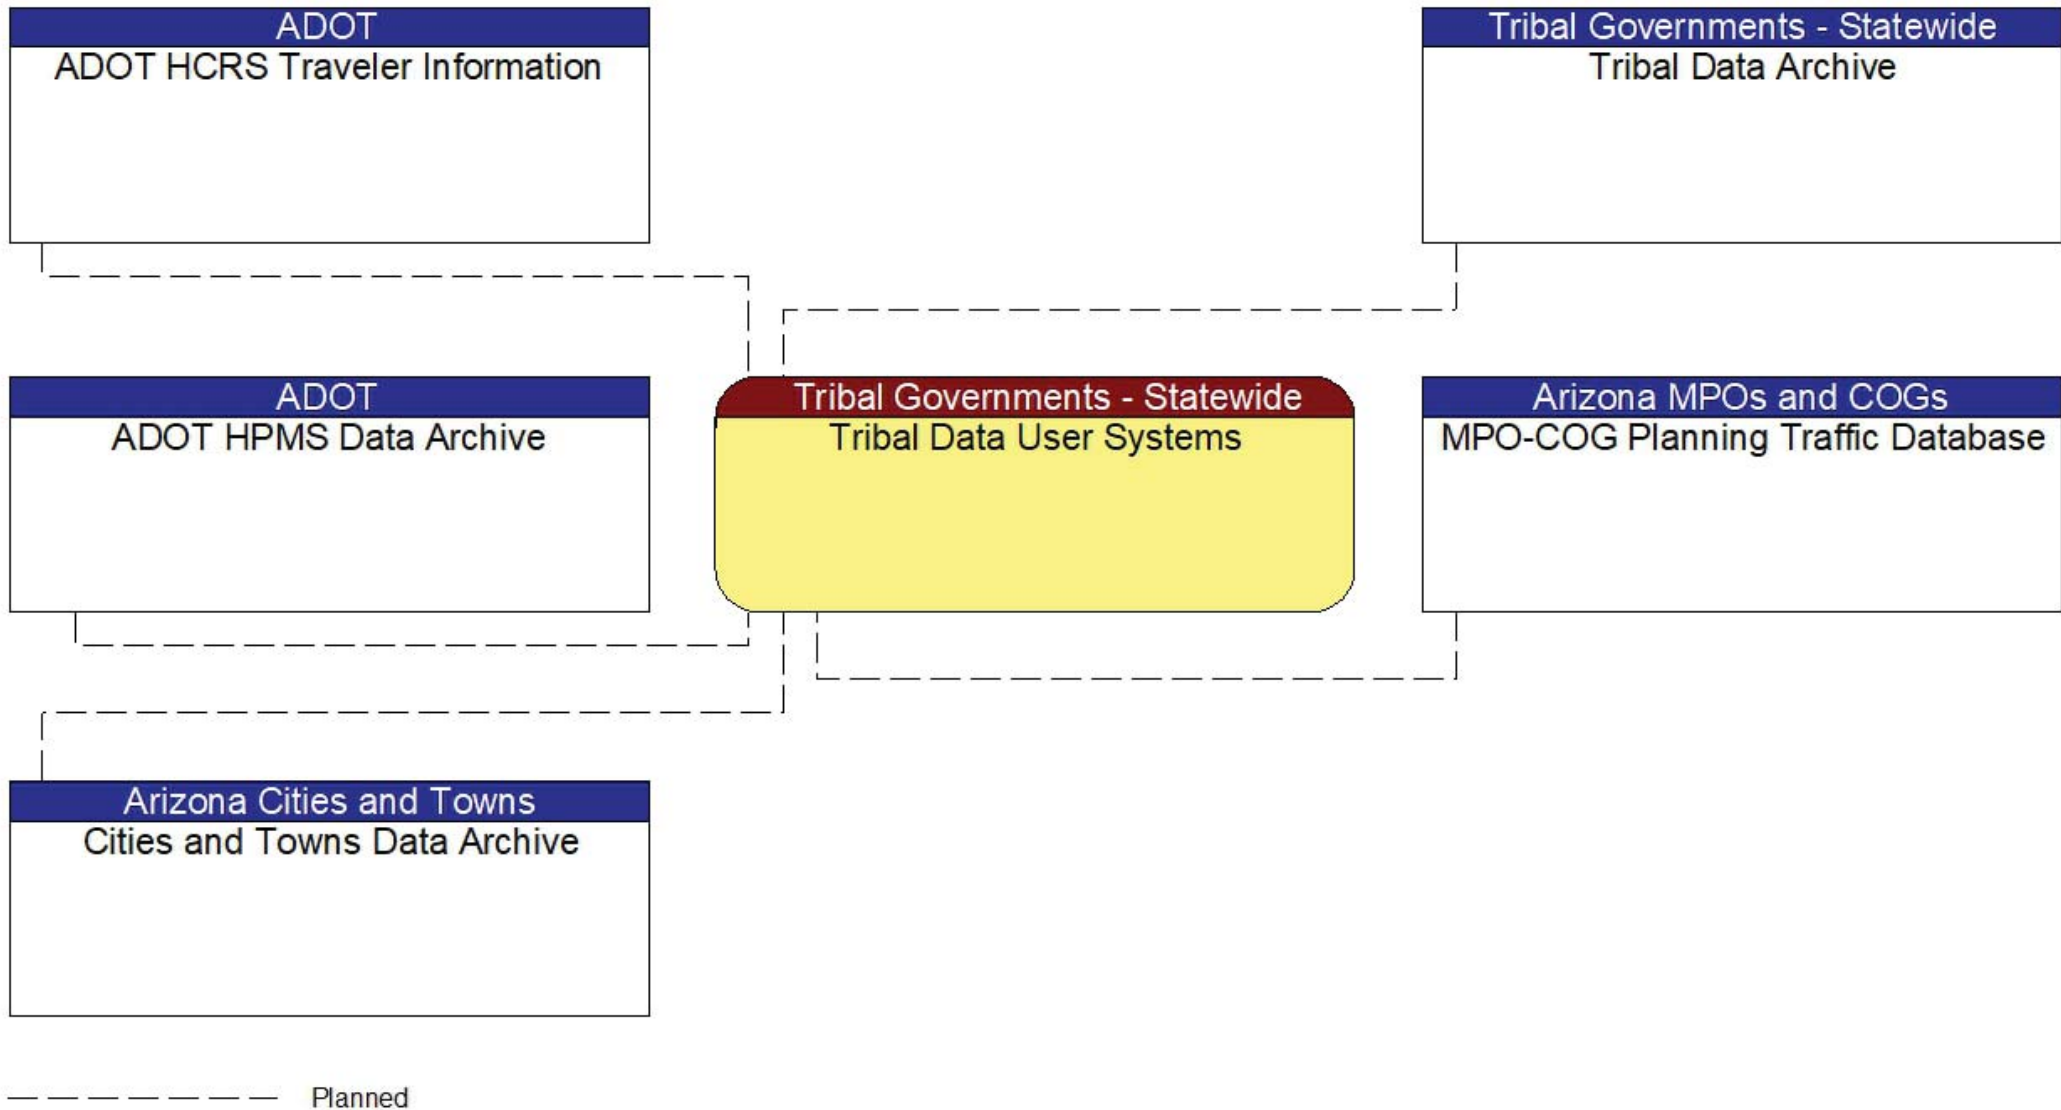 ADOT
ADOT HCRS Traveler Information
Tribal Governments - Statewide
Tribal Data Archive
ADOT
ADOT HPMS Data Archive
Tribal Governments - Statewide
Tribal Data User Systems
Arizona MPOs and COGs
MPO-COG Planning Traffic Database
Arizona Cities and Towns
Cities and Towns Data Archive
Planned